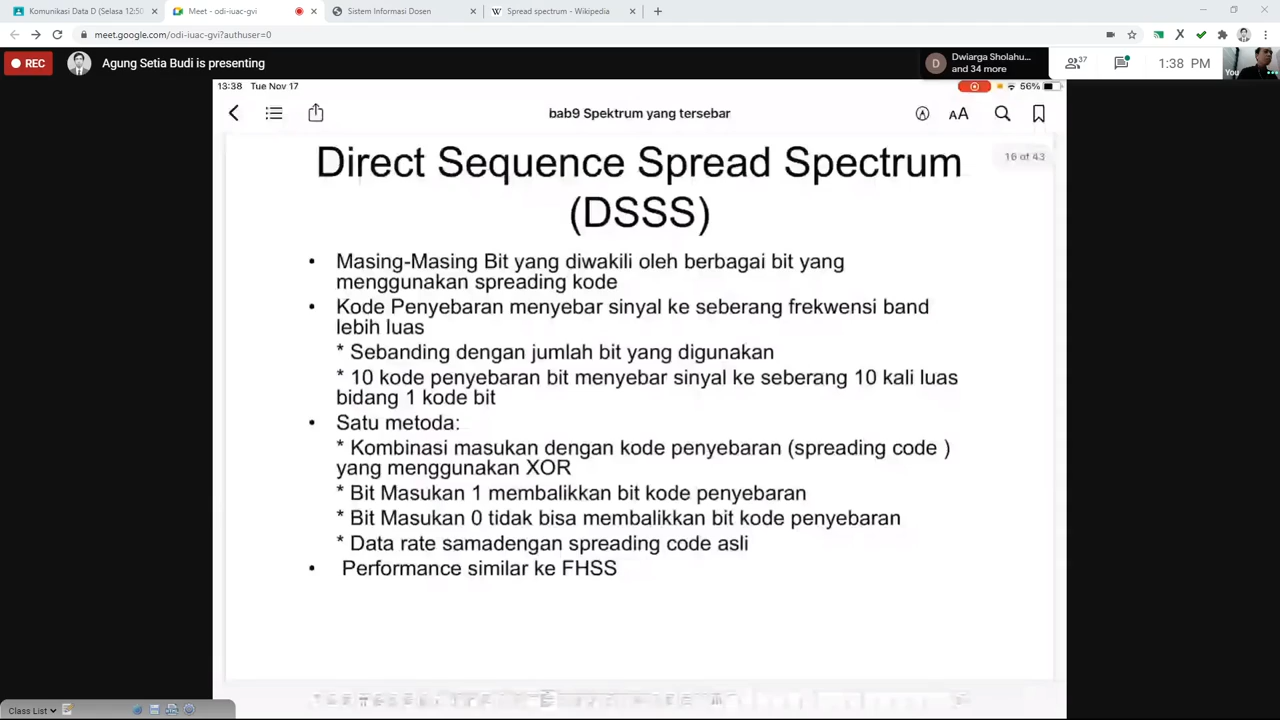 Komunikasi Data D (Selasa 12:50
Meet - odi-iuac-gvi
Sistem Informasi Dosen
Spread spectrum - Wikipedia
meet.google.com/odi-iuac-gvi?authuser=0
REC
Agung Setia Budi is presenting
D
Dwiarga Sholahu...
and 34 more
37
1:38 PM
You
13:38 Tue Nov 17
56%
bab9 Spektrum yang tersebar
AA
16 of 43
Direct Sequence Spread Spectrum
(DSSS)
• Masing-Masing Bit yang diwakili oleh berbagai bit yang
menggunakan spreading kode
• Kode Penyebaran menyebar sinyal ke seberang frekwensi band
lebih luas
* Sebanding dengan jumlah bit yang digunakan
* 10 kode penyebaran bit menyebar sinyal ke seberang 10 kali luas
bidang 1 kode bit
• Satu metoda:
* Kombinasi masukan dengan kode penyebaran (spreading code )
yang menggunakan XOR
* Bit Masukan 1 membalikkan bit kode penyebaran
* Bit Masukan 0 tidak bisa membalikkan bit kode penyebaran
* Data rate samadengan spreading code asli
• Performance similar ke FHSS
Class List